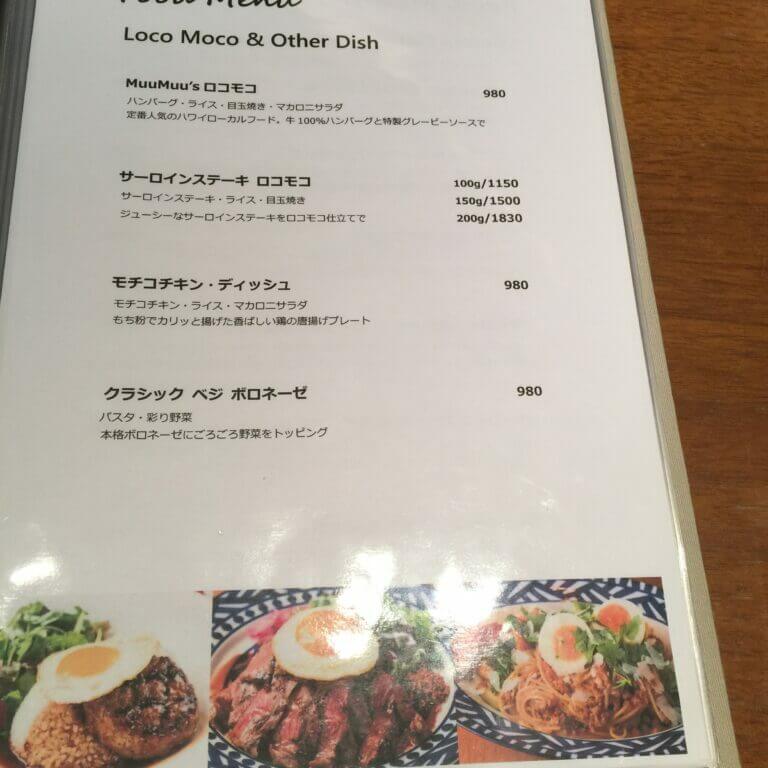 Food Menu
Loco Moco & Other Dish
MuuMuu's ロコモコ 980
ハンバーグ・ライス・目玉焼き・マカロニサラダ
定番人気のハワイローカルフード。牛100%ハンバーグと特製グレービーソースで
サーロインステーキ ロコモコ 100g/1150
サーロインステーキ・ライス・目玉焼き 150g/1500
ジューシーなサーロインステーキをロコモコ仕立てで 200g/1830
モチコチキン・ディッシュ 980
モチコチキン・ライス・マカロニサラダ
もち粉でカリッと揚げた香ばしい鶏の唐揚げプレート
クラシック ベジ ボロネーゼ 980
パスタ・彩り野菜
本格ボロネーゼにごろごろ野菜をトッピング